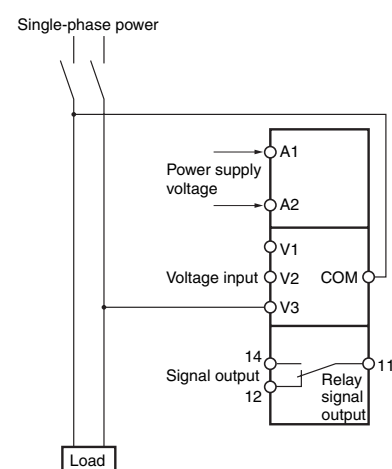 Single-phase power
A1
Power supply
voltage
A2
V1
Voltage input
V2
COM
V3
14
11
Signal output
12
Relay
signal
output
Load